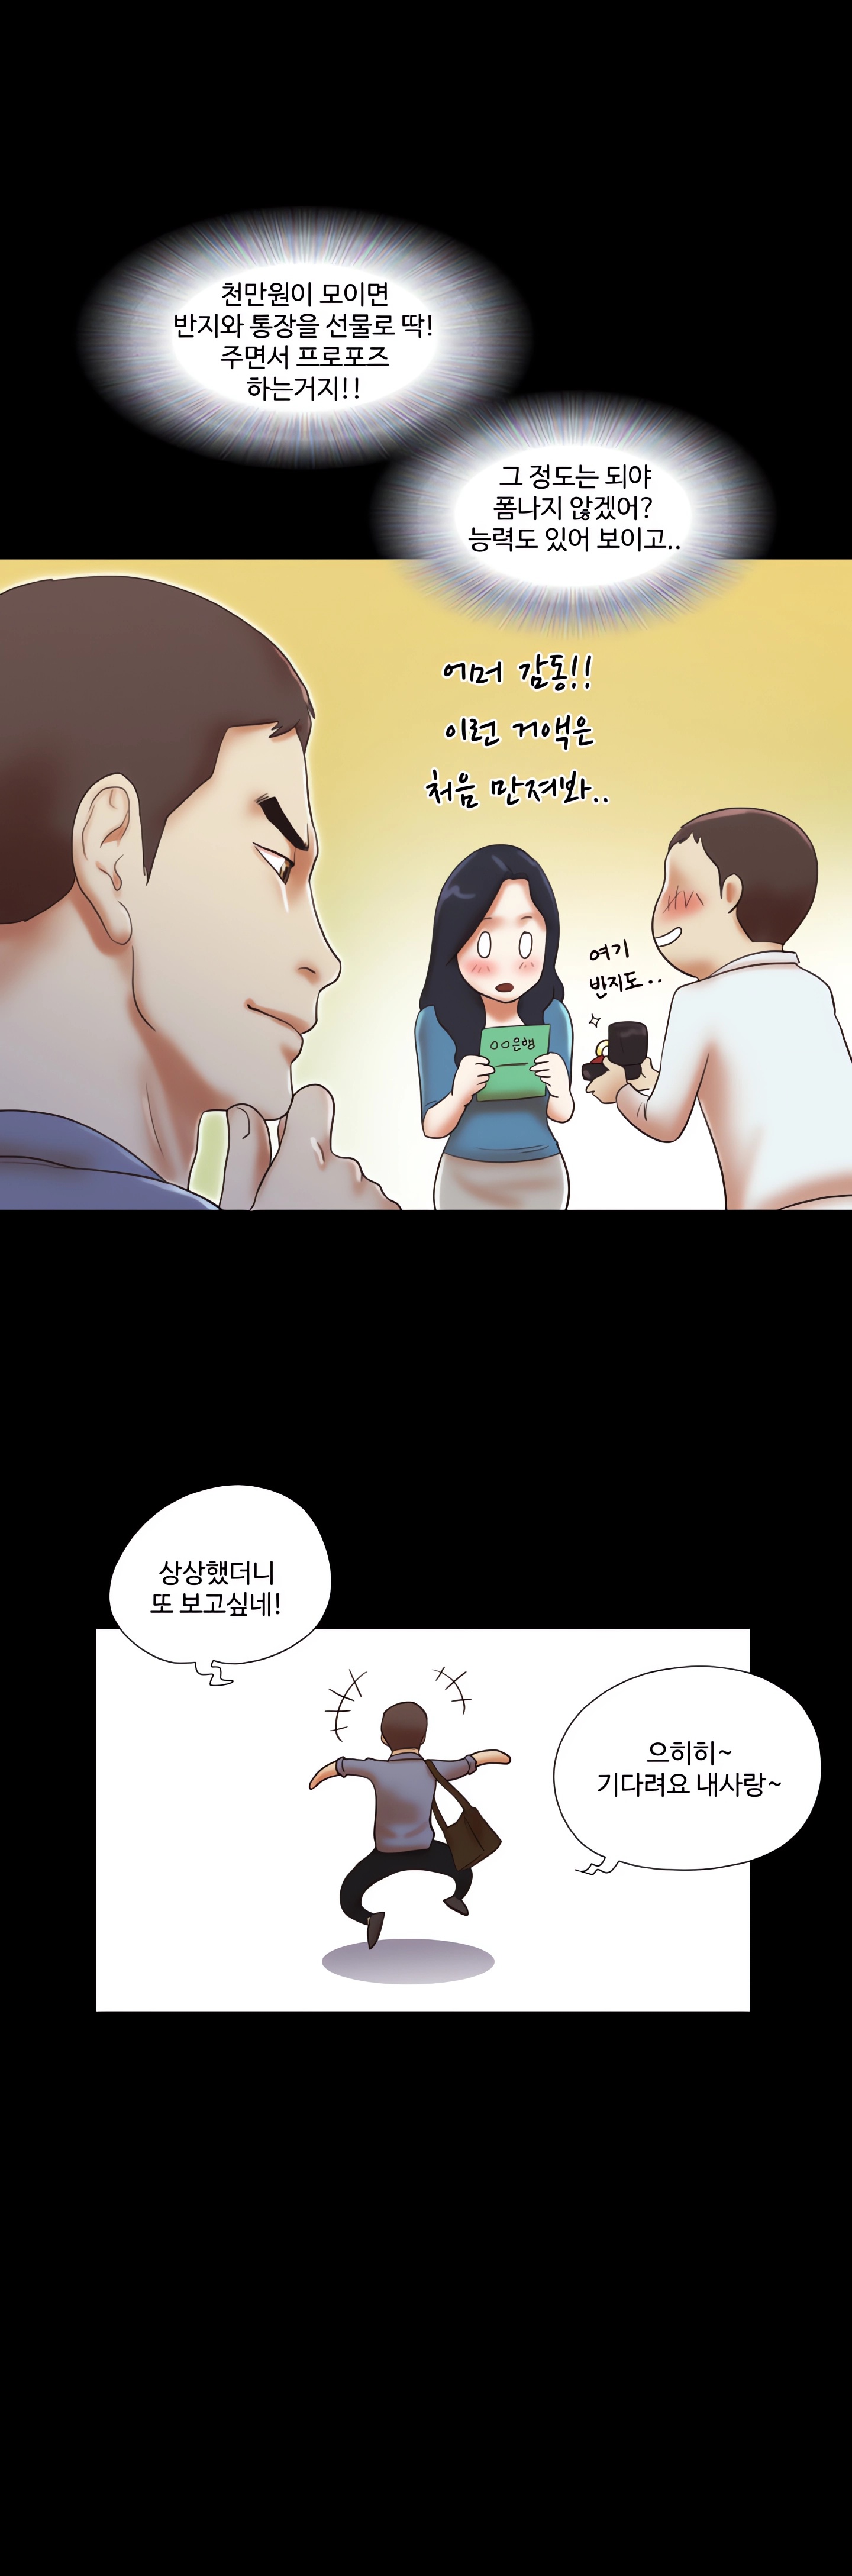 천만원이 모이면
반지와 통장을 선물로 딱!
주면서 프로포즈
하는거지!!
그 정도는 되야
폼나지 않겠어?
능력도 있어 보이고..
에머 감동!!
이런 거액은
처음 만져봐..
여기
반지도..
○○은행
상상했더니
또 보고싶네!
으히히~
기다려요 내사랑~